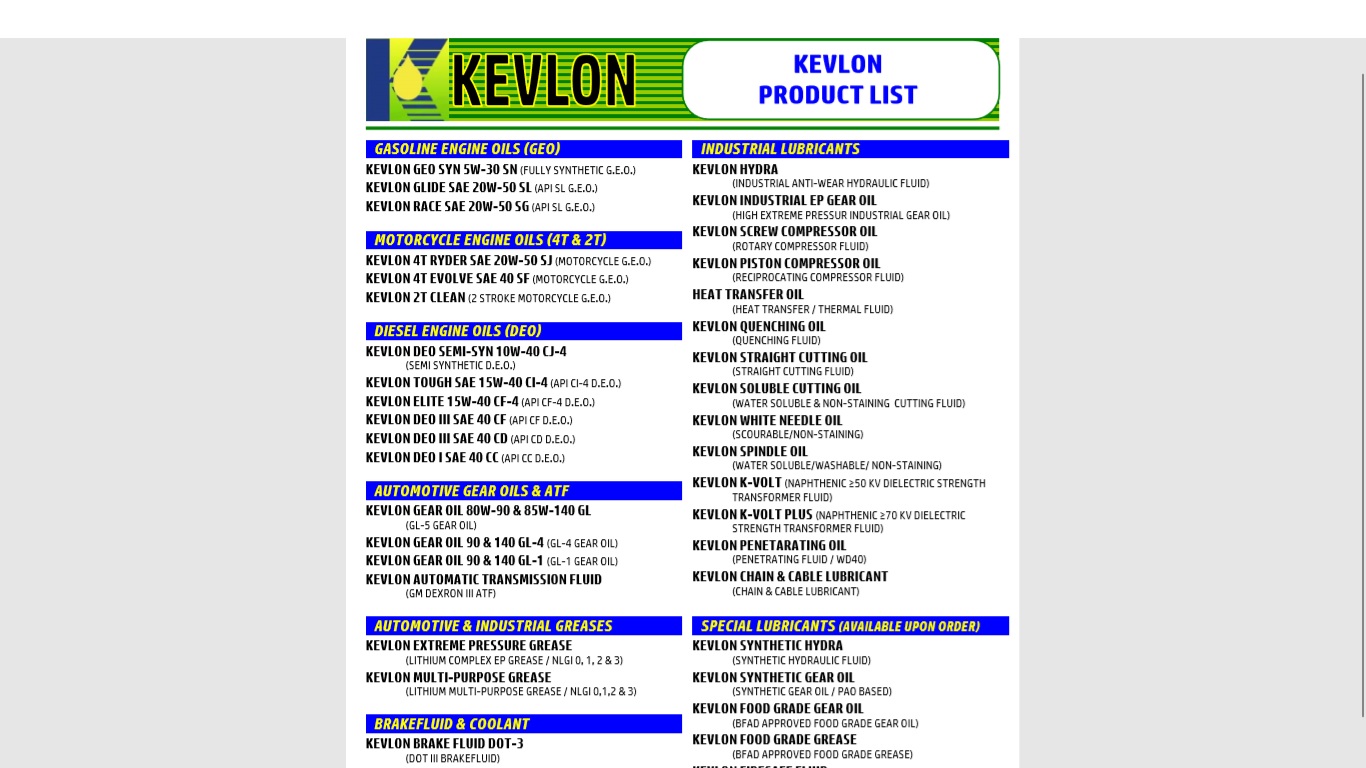 KEVLON
KEVLON
PRODUCT LIST
GASOLINE ENGINE OILS (GEO)
KEVLON GEO SYN 5W-30 SN (FULLY SYNTHETIC G.E.O.)
KEVLON GLIDE SAE 20W-50 SL (API SL G.E.O.)
KEVLON RACE SAE 20W-50 SG (API SL G.E.O.)
MOTORCYCLE ENGINE OILS (4T & 2T)
KEVLON 4T RYDER SAE 20W-50 SJ (MOTORCYCLE G.E.O.)
KEVLON 4T EVOLVE SAE 40 SF (MOTORCYCLE G.E.O.)
KEVLON 2T CLEAN (2 STROKE MOTORCYCLE G.E.O.)
DIESEL ENGINE OILS (DEO)
KEVLON DEO SEMI-SYN 10W-40 CJ-4
(SEMI SYNTHETIC D.E.O.)
KEVLON TOUGH SAE 15W-40 CI-4 (API CI-4 D.E.O.)
KEVLON ELITE 15W-40 CF-4 (API CF-4 D.E.O.)
KEVLON DEO III SAE 40 CF (API CF D.E.O.)
KEVLON DEO III SAE 40 CD (API CD D.E.O.)
KEVLON DEO I SAE 40 CC (API CC D.E.O.)
AUTOMOTIVE GEAR OILS & ATF
KEVLON GEAR OIL 80W-90 & 85W-140 GL
(GL-5 GEAR OIL)
KEVLON GEAR OIL 90 & 140 GL-4 (GL-4 GEAR OIL)
KEVLON GEAR OIL 90 & 140 GL-1 (GL-1 GEAR OIL)
KEVLON AUTOMATIC TRANSMISSION FLUID
(GM DEXRON III ATF)
AUTOMOTIVE & INDUSTRIAL GREASES
KEVLON EXTREME PRESSURE GREASE
(LITHIUM COMPLEX EP GREASE / NLGI 0, 1, 2 & 3)
KEVLON MULTI-PURPOSE GREASE
(LITHIUM MULTI-PURPOSE GREASE / NLGI 0,1,2 & 3)
BRAKEFLUID & COOLANT
KEVLON BRAKE FLUID DOT-3
(DOT III BRAKEFLUID)
INDUSTRIAL LUBRICANTS
KEVLON HYDRA
(INDUSTRIAL ANTI-WEAR HYDRAULIC FLUID)
KEVLON INDUSTRIAL EP GEAR OIL
(HIGH EXTREME PRESSUR INDUSTRIAL GEAR OIL)
KEVLON SCREW COMPRESSOR OIL
(ROTARY COMPRESSOR FLUID)
KEVLON PISTON COMPRESSOR OIL
(RECIPROCATING COMPRESSOR FLUID)
HEAT TRANSFER OIL
(HEAT TRANSFER / THERMAL FLUID)
KEVLON QUENCHING OIL
(QUENCHING FLUID)
KEVLON STRAIGHT CUTTING OIL
(STRAIGHT CUTTING FLUID)
KEVLON SOLUBLE CUTTING OIL
(WATER SOLUBLE & NON-STAINING CUTTING FLUID)
KEVLON WHITE NEEDLE OIL
(SCOURABLE/NON-STAINING)
KEVLON SPINDLE OIL
(WATER SOLUBLE/WASHABLE/ NON-STAINING)
KEVLON K-VOLT (NAPHTHENIC ≥50 KV DIELECTRIC STRENGTH
TRANSFORMER FLUID)
KEVLON K-VOLT PLUS (NAPHTHENIC ≥70 KV DIELECTRIC
STRENGTH TRANSFORMER FLUID)
KEVLON PENETARATING OIL
(PENETRATING FLUID / WD40)
KEVLON CHAIN & CABLE LUBRICANT
(CHAIN & CABLE LUBRICANT)
SPECIAL LUBRICANTS (AVAILABLE UPON ORDER)
KEVLON SYNTHETIC HYDRA
(SYNTHETIC HYDRAULIC FLUID)
KEVLON SYNTHETIC GEAR OIL
(SYNTHETIC GEAR OIL / PAO BASED)
KEVLON FOOD GRADE GEAR OIL
(BFAD APPROVED FOOD GRADE GEAR OIL)
KEVLON FOOD GRADE GREASE
(BFAD APPROVED FOOD GRADE GREASE)